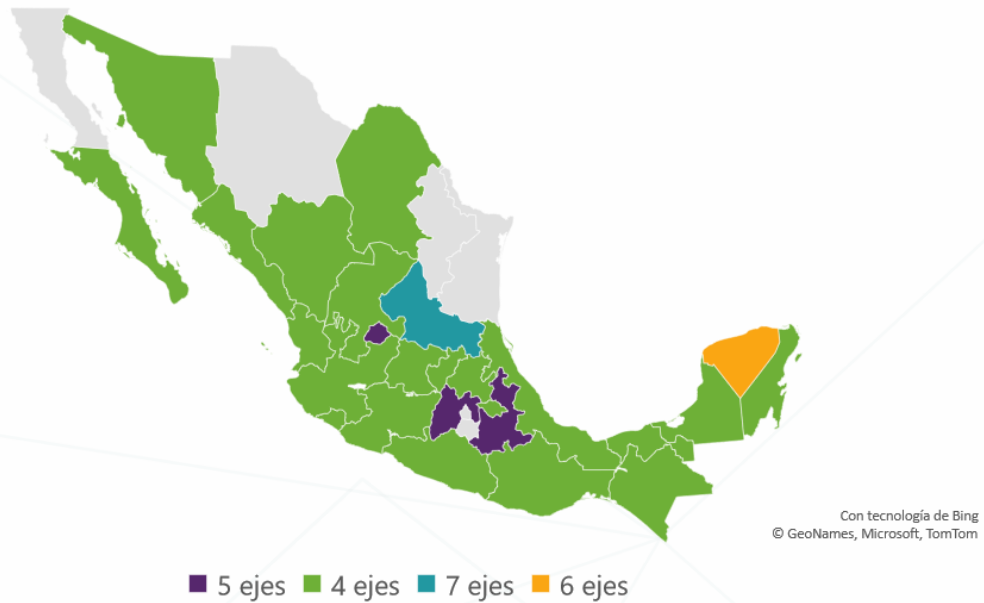 Con tecnología de Bing
© GeoNames, Microsoft, TomTom
5 ejes 4 ejes 7 ejes 6 ejes